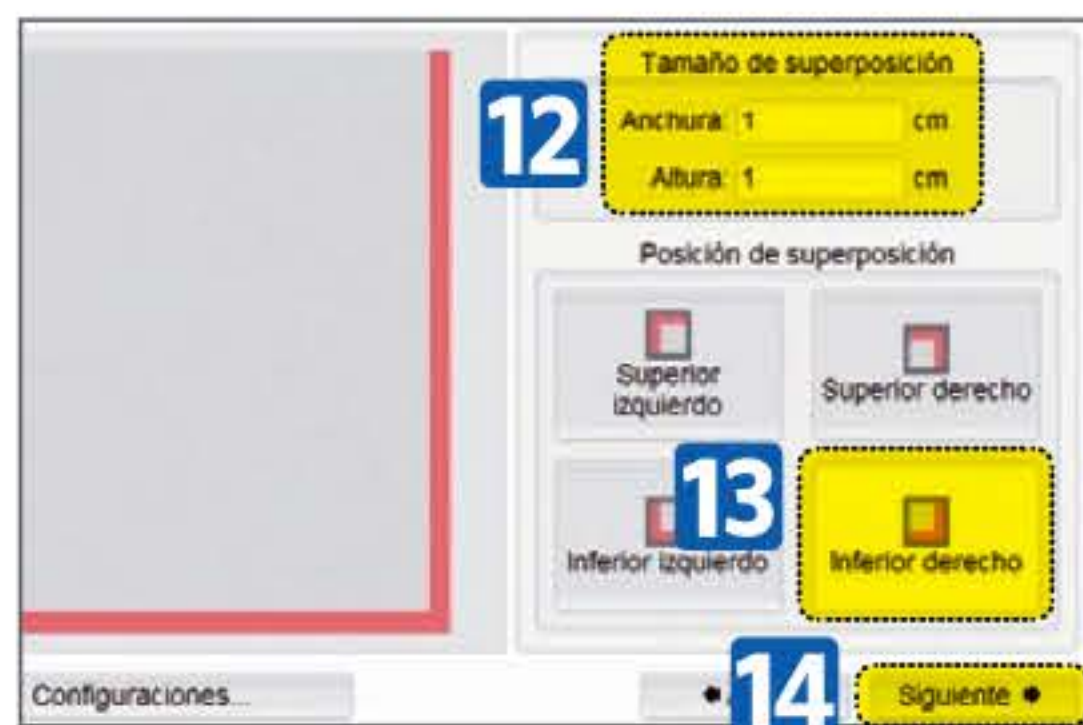 Tamaño de superposición
12
Anchura: 1 cm
Altura: 1 cm
Posición de superposición
Superior
izquierdo
Superior derecho
13
Inferior izquierdo
Inferior derecho
Configuraciones...
14
Siguiente